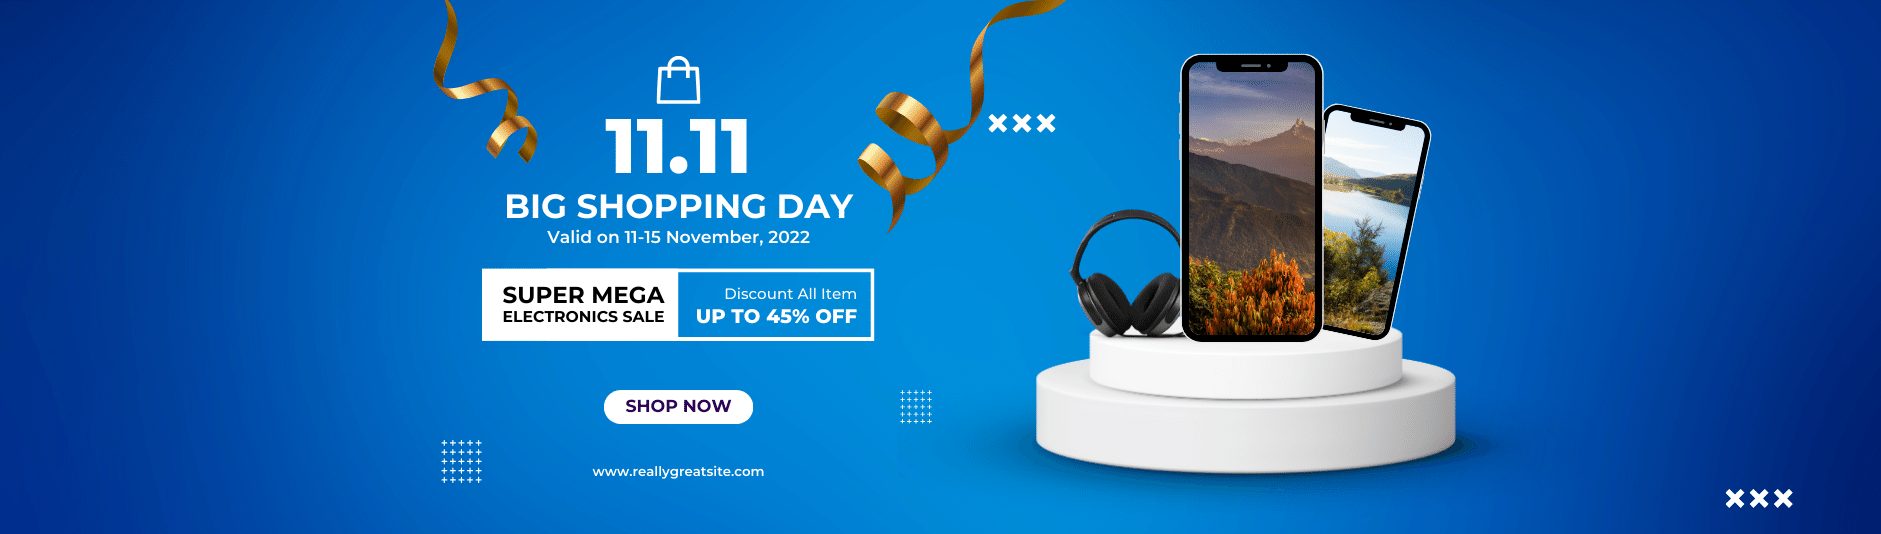 11.11
BIG SHOPPING DAY
Valid on 11-15 November, 2022
SUPER MEGA
ELECTRONICS SALE
Discount All Item
UP TO 45% OFF
SHOP NOW
www.reallygreatsite.com